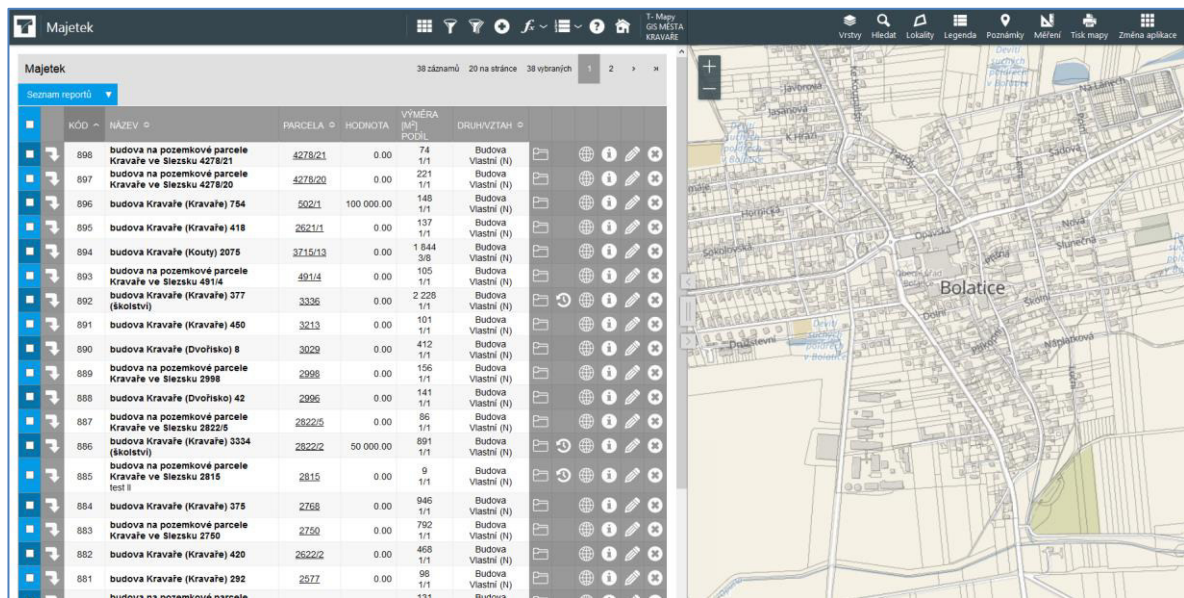 Majetek
fx
T- Mapy
GIS MĚSTA
KRAVAŘE
Vrstvy Hledat Lokality Legenda Poznámky Měření Tisk mapy Změna aplikace
Majetek 38 záznamů 20 na stránce 38 vybraných 1 2 › »
Seznam reportů
KÓD NÁZEV PARCELA HODNOTA VÝMĚRA [M²] PODÍL DRUH/VZTAH
898 budova na pozemkové parcele Kravaře ve Slezsku 4278/21 4278/21 0.00 74 1/1 Budova Vlastní (N)
897 budova na pozemkové parcele Kravaře ve Slezsku 4278/20 4278/20 0.00 221 1/1 Budova Vlastní (N)
896 budova Kravaře (Kravaře) 754 502/1 100 000.00 148 1/1 Budova Vlastní (N)
895 budova Kravaře (Kravaře) 418 2621/1 0.00 137 1/1 Budova Vlastní (N)
894 budova Kravaře (Kouty) 2075 3715/13 0.00 1 844 3/8 Budova Vlastní (N)
893 budova na pozemkové parcele Kravaře ve Slezsku 491/4 491/4 0.00 105 1/1 Budova Vlastní (N)
892 budova Kravaře (Kravaře) 377 (školství) 3336 0.00 2 228 1/1 Budova Vlastní (N)
891 budova Kravaře (Kravaře) 450 3213 0.00 101 1/1 Budova Vlastní (N)
890 budova Kravaře (Dvořisko) 8 3029 0.00 412 1/1 Budova Vlastní (N)
889 budova na pozemkové parcele Kravaře ve Slezsku 2998 2998 0.00 156 1/1 Budova Vlastní (N)
888 budova Kravaře (Dvořisko) 42 2996 0.00 141 1/1 Budova Vlastní (N)
887 budova na pozemkové parcele Kravaře ve Slezsku 2822/5 2822/5 0.00 86 1/1 Budova Vlastní (N)
886 budova Kravaře (Kravaře) 3334 (školství) 2822/2 50 000.00 891 1/1 Budova Vlastní (N)
885 budova na pozemkové parcele Kravaře ve Slezsku 2815 test II 2815 0.00 9 1/1 Budova Vlastní (N)
884 budova Kravaře (Kravaře) 375 2768 0.00 946 1/1 Budova Vlastní (N)
883 budova na pozemkové parcele Kravaře ve Slezsku 2750 2750 0.00 792 1/1 Budova Vlastní (N)
882 budova Kravaře (Kravaře) 420 2622/2 0.00 468 1/1 Budova Vlastní (N)
881 budova Kravaře (Kravaře) 292 2577 0.00 98 1/1 Budova Vlastní (N)
budova na pozemkové parcele 131 Budova
Devíti
suchých
poldrech
v Bolatice
Javorová
Jasanová
K Hrázi
Na Lánech
Sadová
Hornická
Nová
Slunečná
Sokolovská
Opavská
Bolatice
Školní
Dolní
Družstevní
Náplatková
Luční